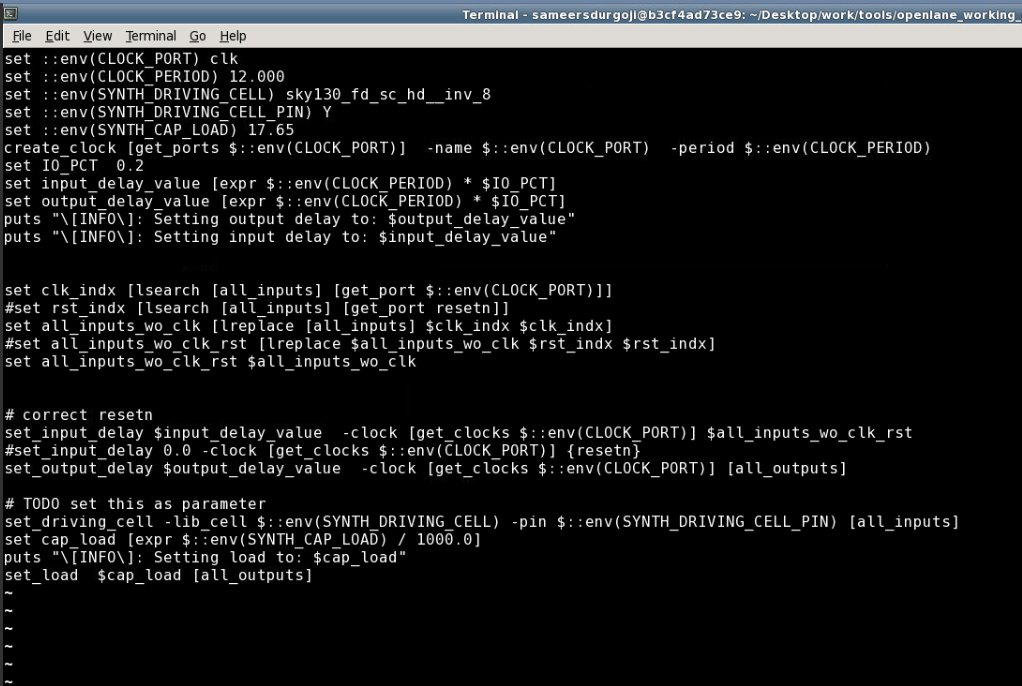 Terminal - sameersdurgoji@b3cf4ad73ce9: ~/Desktop/work/tools/openlane_working_
File Edit View Terminal Go Help
set ::env(CLOCK_PORT) clk
set ::env(CLOCK_PERIOD) 12.000
set ::env(SYNTH_DRIVING_CELL) sky130_fd_sc_hd__inv_8
set ::env(SYNTH_DRIVING_CELL_PIN) Y
set ::env(SYNTH_CAP_LOAD) 17.65
create_clock [get_ports $::env(CLOCK_PORT)]  -name $::env(CLOCK_PORT)  -period $::env(CLOCK_PERIOD)
set IO_PCT  0.2
set input_delay_value [expr $::env(CLOCK_PERIOD) * $IO_PCT]
set output_delay_value [expr $::env(CLOCK_PERIOD) * $IO_PCT]
puts "\[INFO\]: Setting output delay to: $output_delay_value"
puts "\[INFO\]: Setting input delay to: $input_delay_value"
set clk_indx [lsearch [all_inputs] [get_port $::env(CLOCK_PORT)]]
#set rst_indx [lsearch [all_inputs] [get_port resetn]]
set all_inputs_wo_clk [lreplace [all_inputs] $clk_indx $clk_indx]
#set all_inputs_wo_clk_rst [lreplace $all_inputs_wo_clk $rst_indx $rst_indx]
set all_inputs_wo_clk_rst $all_inputs_wo_clk
# correct resetn
set_input_delay $input_delay_value  -clock [get_clocks $::env(CLOCK_PORT)] $all_inputs_wo_clk_rst
#set_input_delay 0.0 -clock [get_clocks $::env(CLOCK_PORT)] {resetn}
set_output_delay $output_delay_value  -clock [get_clocks $::env(CLOCK_PORT)] [all_outputs]
# TODO set this as parameter
set_driving_cell -lib_cell $::env(SYNTH_DRIVING_CELL) -pin $::env(SYNTH_DRIVING_CELL_PIN) [all_inputs]
set cap_load [expr $::env(SYNTH_CAP_LOAD) / 1000.0]
puts "\[INFO\]: Setting load to: $cap_load"
set_load  $cap_load [all_outputs]
~
~
~
~
~
~